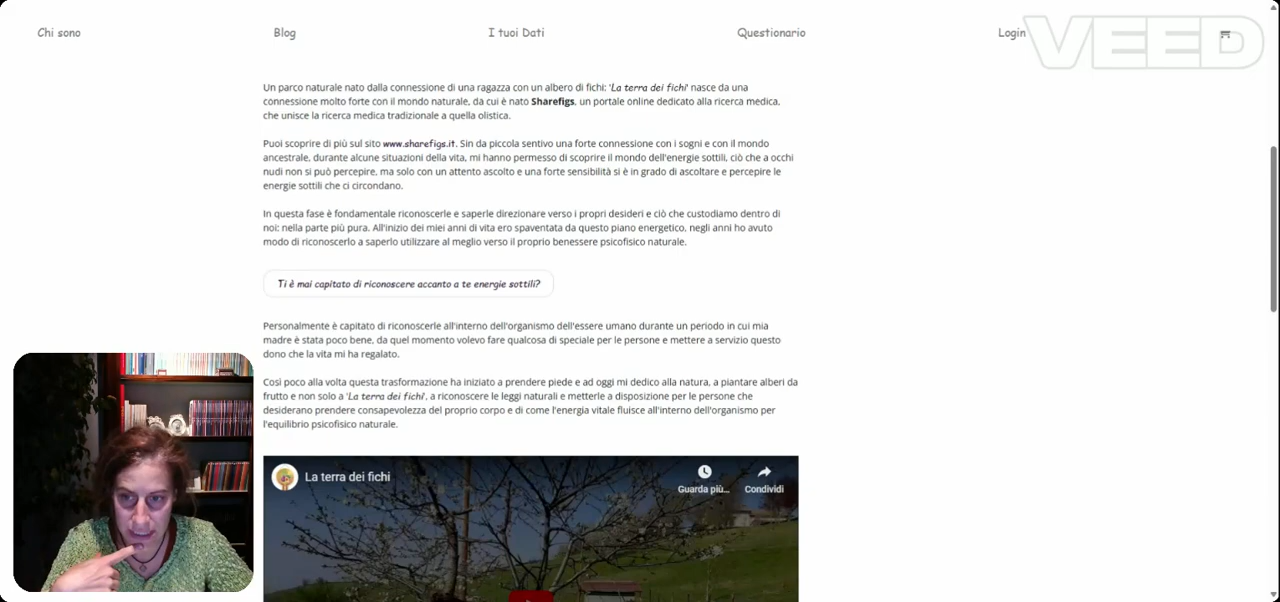 Chi sono
Blog
I tuoi Dati
Questionario
Login
VEED
Un parco naturale nato dalla connessione di una ragazza con un albero di fichi: 'La terra dei fichi' nasce da una
connessione molto forte con il mondo naturale, da cui è nato Sharefigs, un portale online dedicato alla ricerca medica,
che unisce la ricerca medica tradizionale a quella olistica.
Puoi scoprire di più sul sito www.sharefigs.it. Sin da piccola sentivo una forte connessione con i sogni e con il mondo
ancestrale, durante alcune situazioni della vita, mi hanno permesso di scoprire il mondo dell'energie sottili, ciò che a occhi
nudi non si può percepire, ma solo con un attento ascolto e una forte sensibilità si è in grado di ascoltare e percepire le
energie sottili che ci circondano.
In questa fase è fondamentale riconoscerle e saperle direzionare verso i propri desideri e ciò che custodiamo dentro di
noi: nella parte più pura. All'inizio dei miei anni di vita ero spaventata da questo piano energetico, negli anni ho avuto
modo di riconoscerlo a saperlo utilizzare al meglio verso il proprio benessere psicofisico naturale.
Ti è mai capitato di riconoscere accanto a te energie sottili?
Personalmente è capitato di riconoscerle all'interno dell'organismo dell'essere umano durante un periodo in cui mia
madre è stata poco bene, da quel momento volevo fare qualcosa di speciale per le persone e mettere a servizio questo
dono che la vita mi ha regalato.
Così poco alla volta questa trasformazione ha iniziato a prendere piede e ad oggi mi dedico alla natura, a piantare alberi da
frutto e non solo a 'La terra dei fichi', a riconoscere le leggi naturali e metterle a disposizione per le persone che
desiderano prendere consapevolezza del proprio corpo e di come l'energia vitale fluisce all'interno dell'organismo per
l'equilibrio psicofisico naturale.
La terra dei fichi
Guarda più...
Condividi